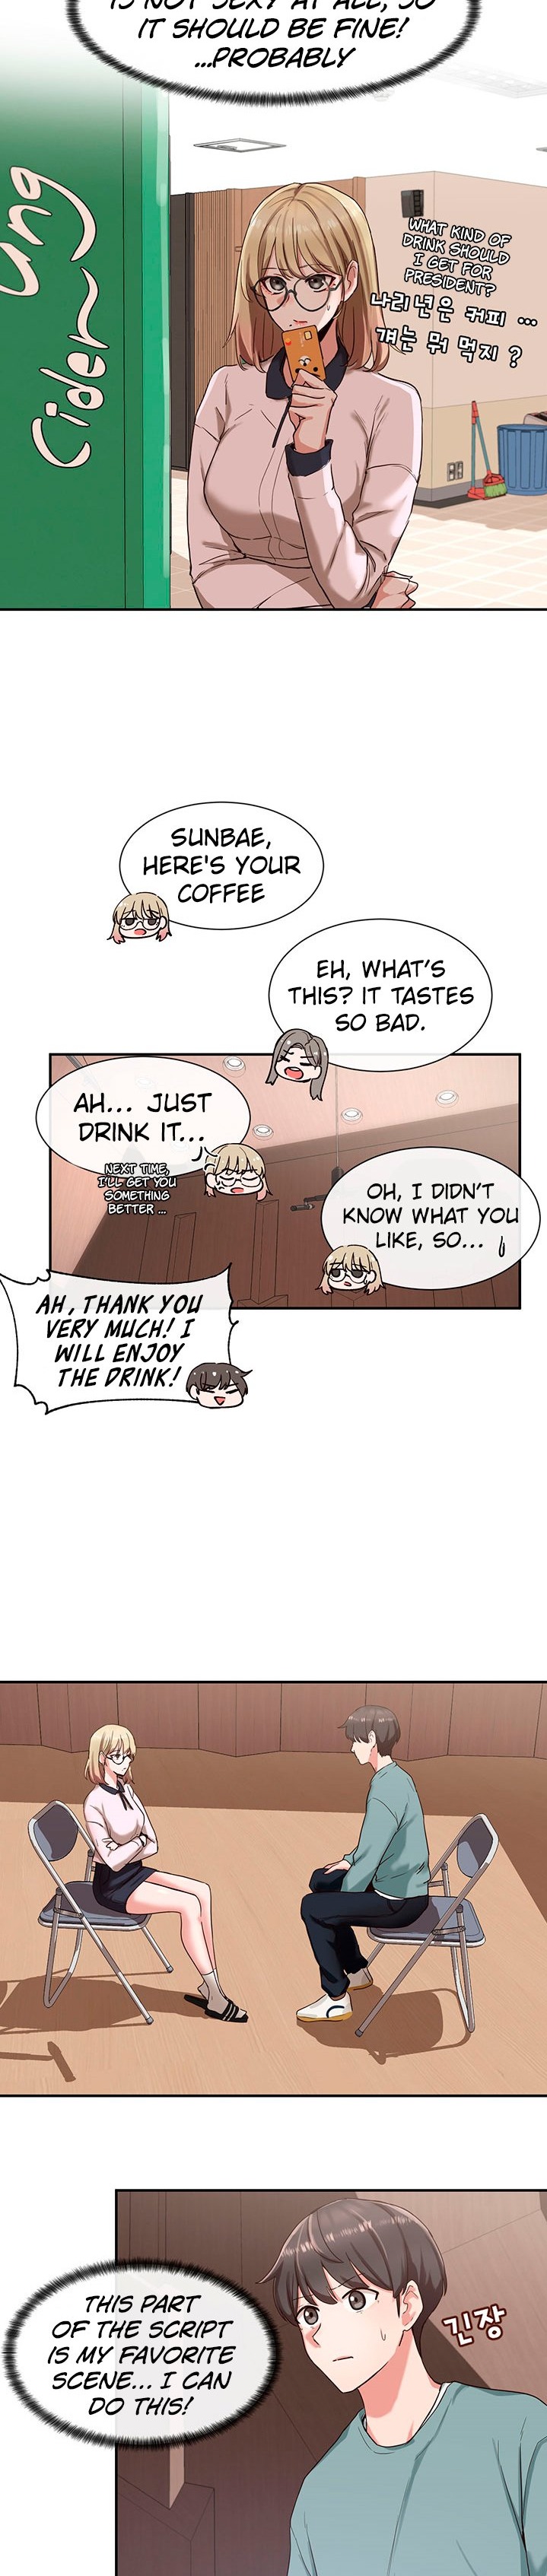 IS NOT SEXY AT ALL, SO
IT SHOULD BE FINE!
...PROBABLY
ung
Cider~
WHAT KIND OF
DRINK SHOULD
I GET FOR
PRESIDENT?
나리년은 커피 ...
걔는 뭐 먹지 ?
SUNBAE,
HERE'S YOUR
COFFEE
EH, WHAT'S
THIS? IT TASTES
SO BAD.
AH... JUST
DRINK IT...
NEXT TIME,
I'LL GET YOU
SOMETHING
BETTER ...
OH, I DIDN'T
KNOW WHAT YOU
LIKE, SO...
AH, THANK YOU
VERY MUCH! I
WILL ENJOY
THE DRINK!
THIS PART
OF THE SCRIPT
IS MY FAVORITE
SCENE... I CAN
DO THIS!
긴장